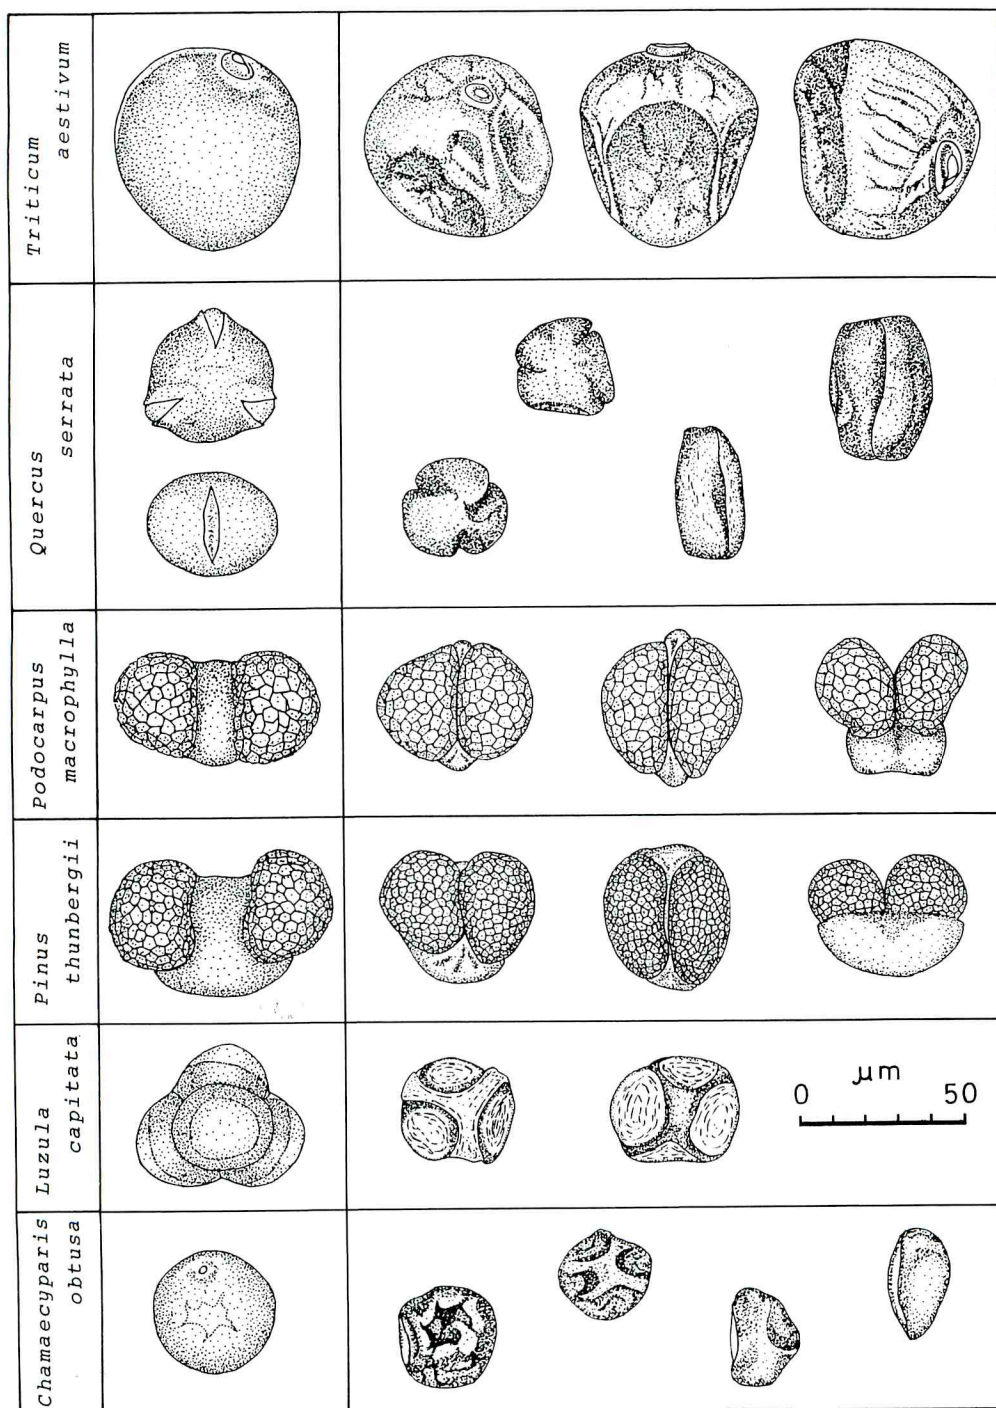 Triticum
aestivum
Quercus
serrata
Podocarpus
macrophylla
Pinus
thunbergii
Luzula
capitata
µm
0 50
Chamaecyparis
obtusa